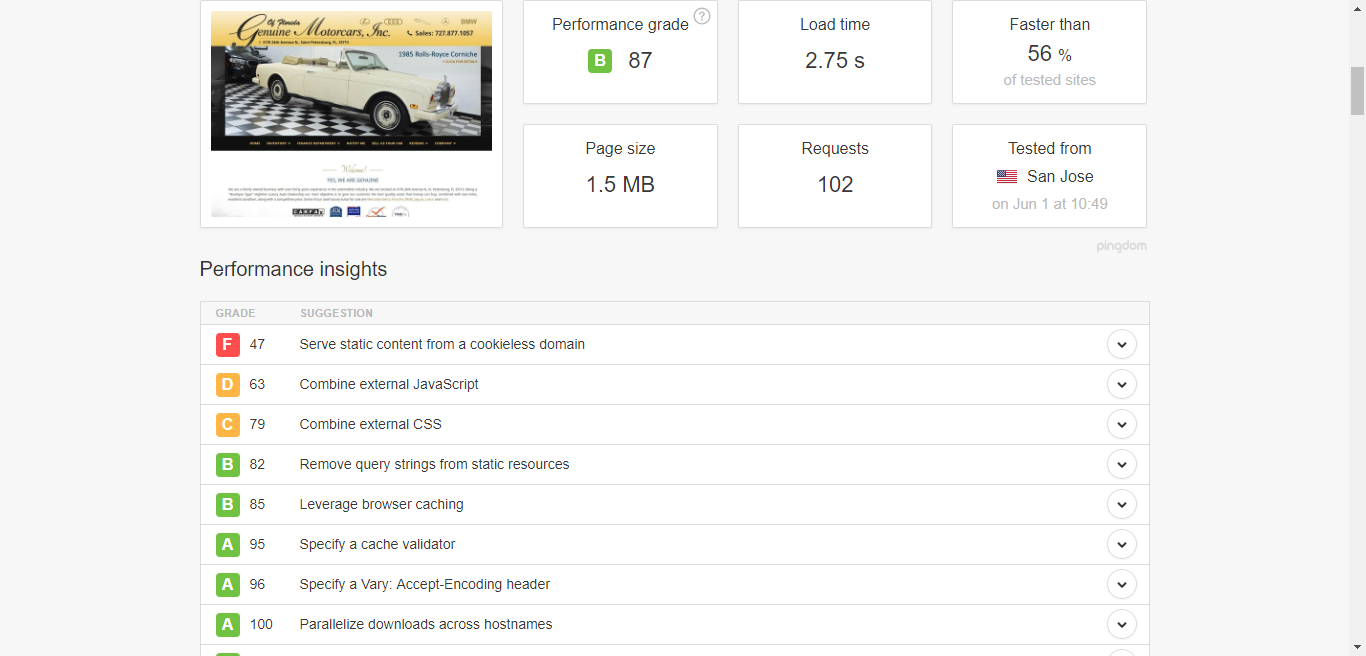 Of Florida
Genuine Motorcars, Inc.
BMW
Sales: 727.877.1057
1985 Rolls-Royce Corniche
HOME INVENTORY FINANCE DEPARTMENT
Welcome!
YES, WE ARE GENUINE
CARFAX
Performance grade ?
B 87
Load time
2.75 s
Faster than
56 %
of tested sites
Page size
1.5 MB
Requests
102
Tested from
San Jose
on Jun 1 at 10:49
pingdom
Performance insights
GRADE SUGGESTION
F 47 Serve static content from a cookieless domain
D 63 Combine external JavaScript
C 79 Combine external CSS
B 82 Remove query strings from static resources
B 85 Leverage browser caching
A 95 Specify a cache validator
A 96 Specify a Vary: Accept-Encoding header
A 100 Parallelize downloads across hostnames